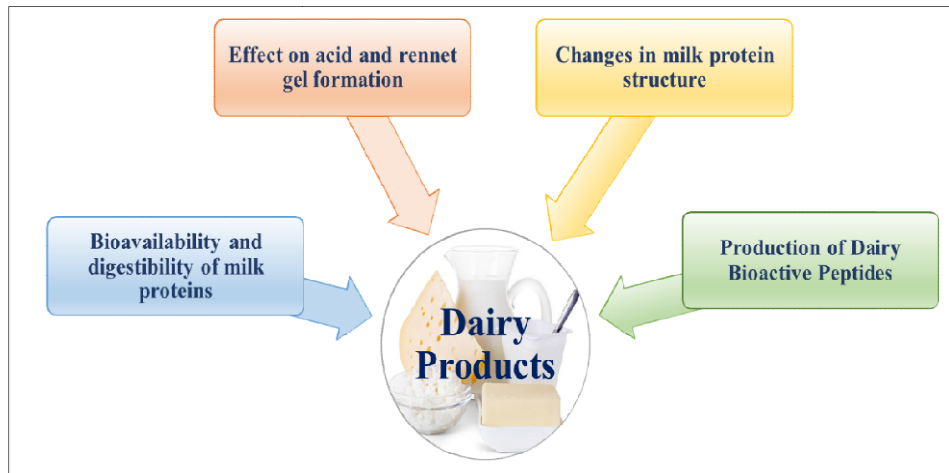 Effect on acid and rennet
gel formation
Changes in milk protein
structure
Bioavailability and
digestibility of milk
proteins
Production of Dairy
Bioactive Peptides
Dairy
Products